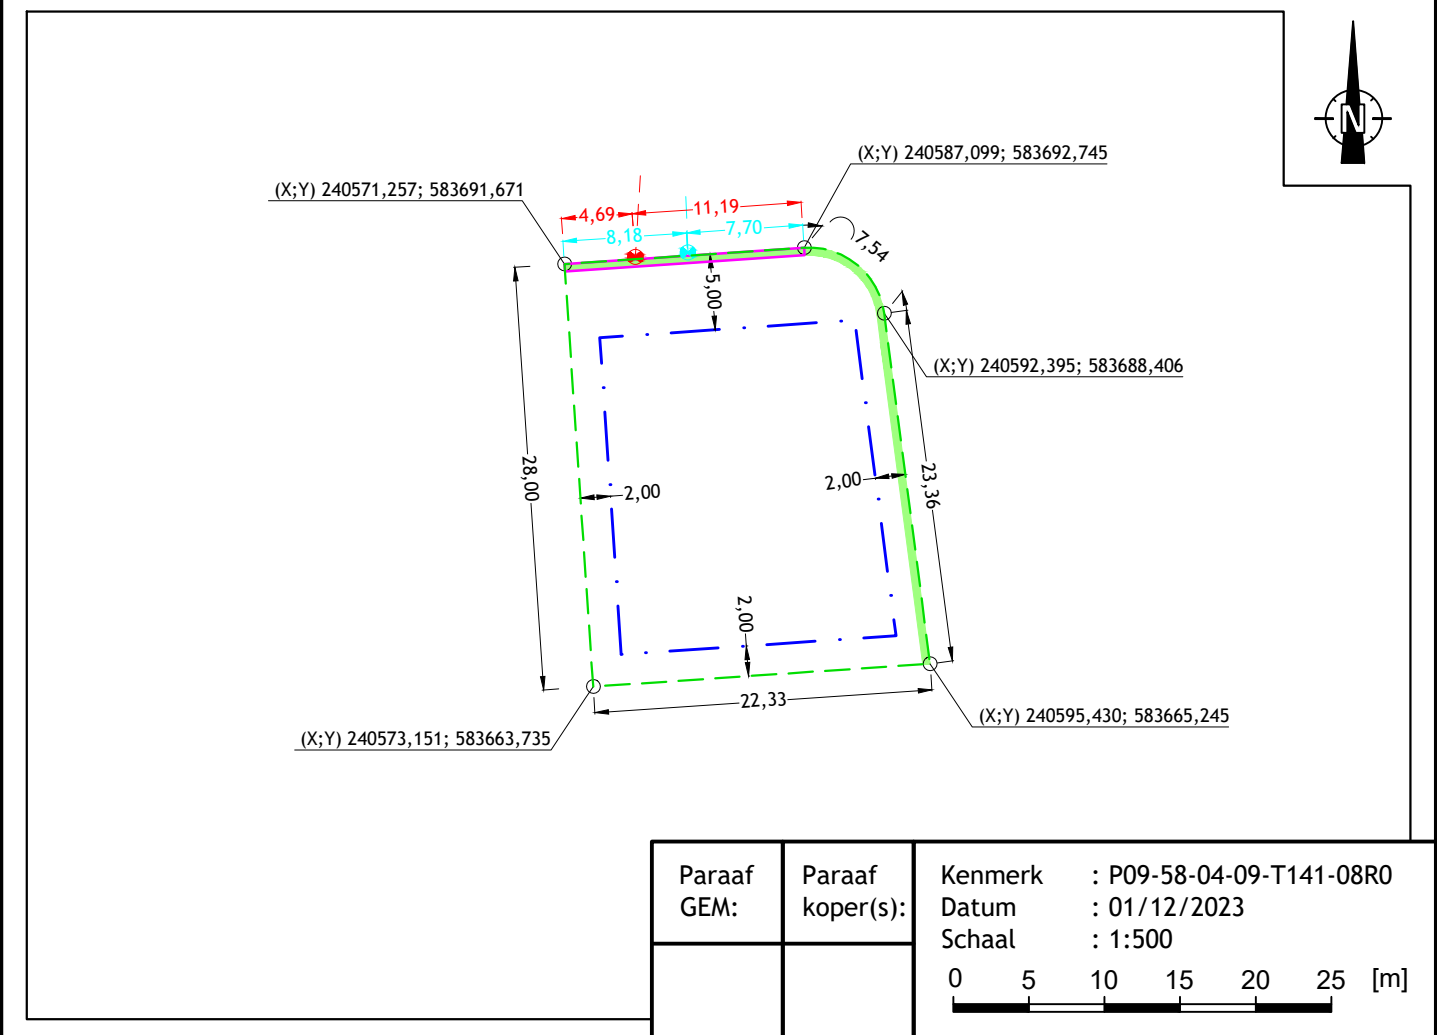 N
(X;Y) 240587,099; 583692,745
(X;Y) 240571,257; 583691,671
4,69
11,19
8,18
7,70
7,54
5,00
(X;Y) 240592,395; 583688,406
28,00
2,00
2,00
23,36
2,00
22,33
(X;Y) 240595,430; 583665,245
(X;Y) 240573,151; 583663,735
Paraaf
GEM:
Paraaf
koper(s):
Kenmerk : P09-58-04-09-T141-08R0
Datum : 01/12/2023
Schaal : 1:500
0 5 10 15 20 25 [m]